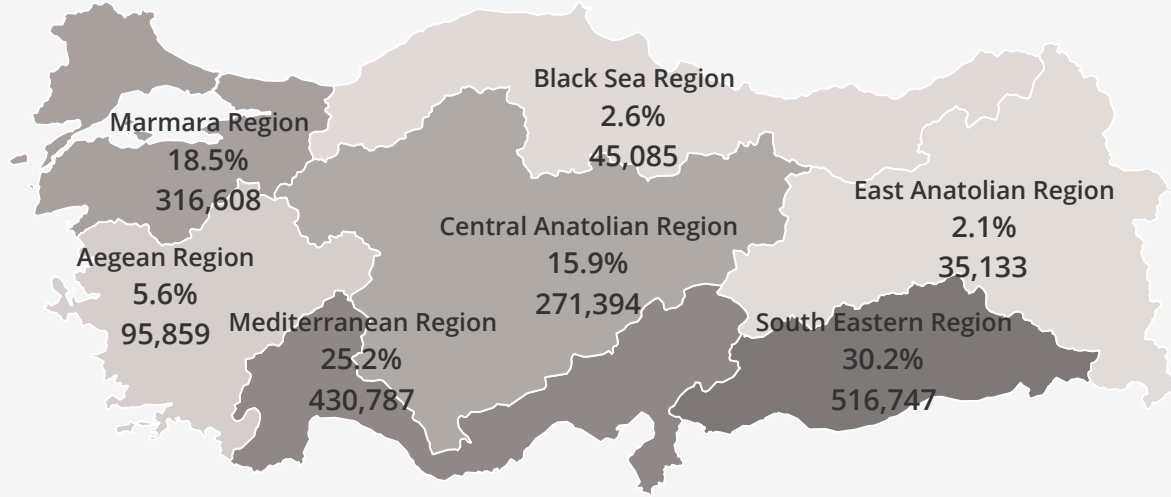 Black Sea Region
2.6%
45,085
Marmara Region
18.5%
316,608
East Anatolian Region
2.1%
35,133
Central Anatolian Region
15.9%
271,394
Aegean Region
5.6%
95,859
Mediterranean Region
25.2%
430,787
South Eastern Region
30.2%
516,747